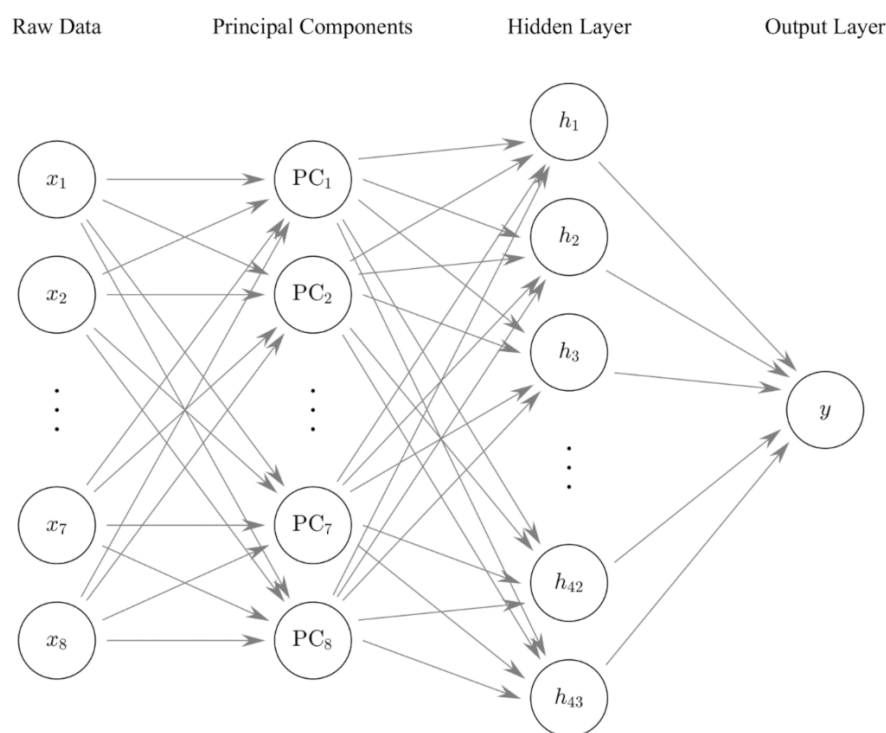 Raw Data Principal Components Hidden Layer Output Layer
h₁
x₁ PC₁
h₂
x₂ PC₂
h₃
y
x₇ PC₇
h₄₂
x₈ PC₈
h₄₃